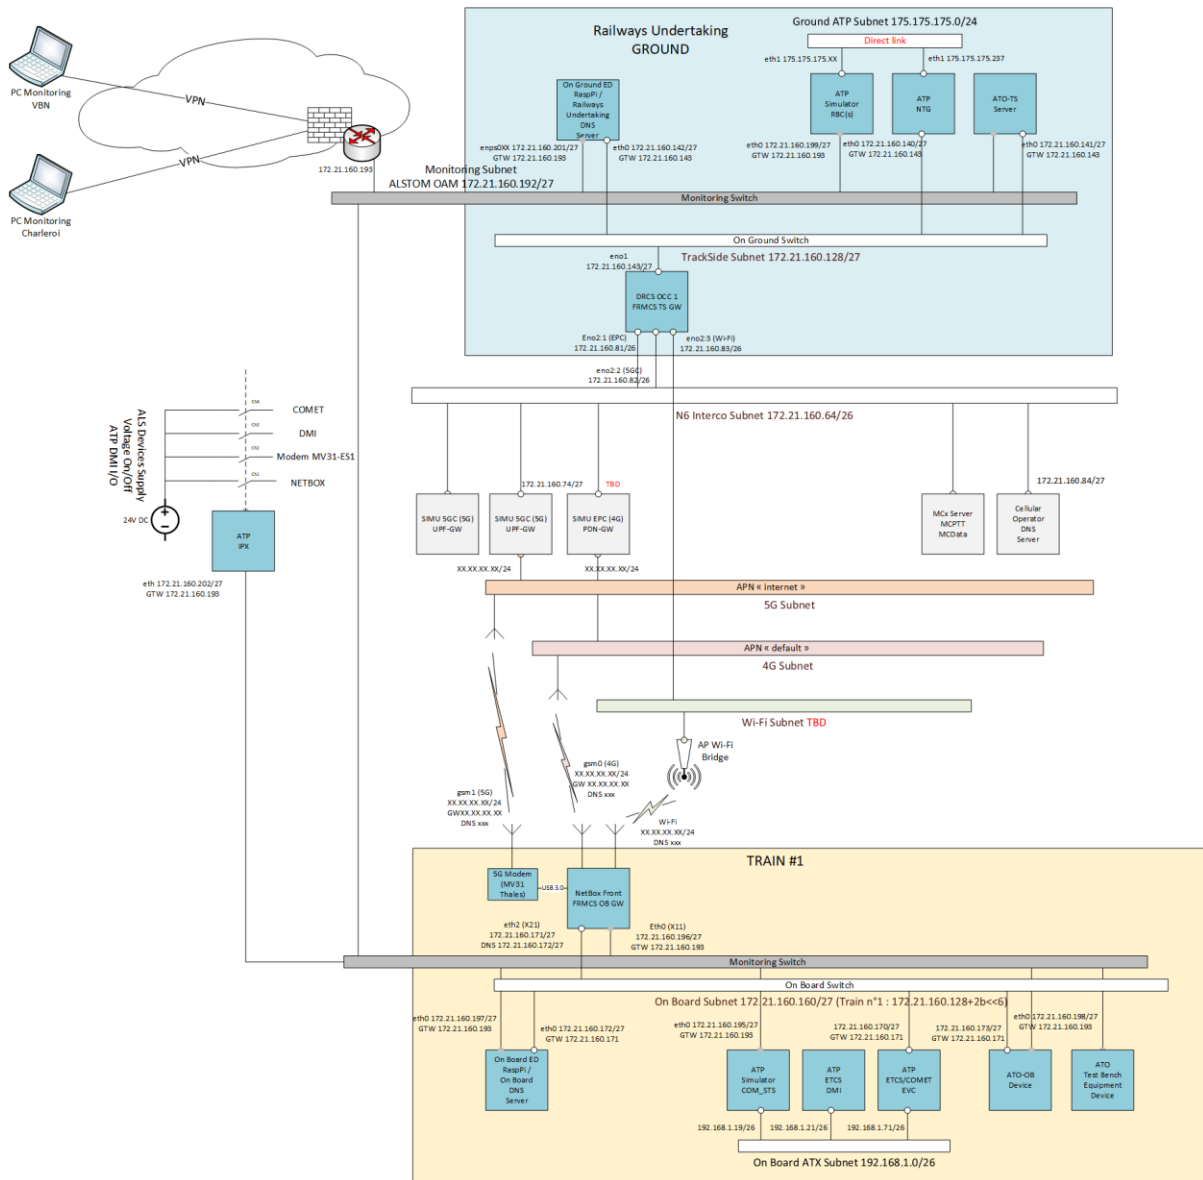 Railways Undertaking
GROUND
Ground ATP Subnet 175.175.175.0/24
Direct link
eth1 175.175.175.XX
eth1 175.175.175.237
PC Monitoring
VBN
VPN
VPN
PC Monitoring
Charleroi
172.21.160.193
On Ground ED
RaspPi /
Railways
Undertaking
DNS
Server
ATP
Simulator
RBC(s)
ATP
NTG
ATO-TS
Server
enps0XX 172.21.160.201/27
GTW 172.21.160.193
eth0 172.21.160.142/27
GTW 172.21.160.143
eth0 172.21.160.199/27
GTW 172.21.160.193
eth0 172.21.160.140/27
GTW 172.21.160.143
eth0 172.21.160.141/27
GTW 172.21.160.143
Monitoring Subnet
ALSTOM OAM 172.21.160.192/27
Monitoring Switch
On Ground Switch
TrackSide Subnet 172.21.160.128/27
eno1
172.21.160.143/27
DRCS OCC 1
FRMCS TS GW
Eno2:1 (EPC)
172.21.160.81/26
eno2:3 (Wi-Fi)
172.21.160.83/26
eno2:2 (5GC)
172.21.160.82/26
N6 Interco Subnet 172.21.160.64/26
ALS Devices Supply
Voltage On/Off
ATP DMI I/O
CN4
COMET
CN3
DMI
CN2
Modem MV31-ES1
CN1
NETBOX
24V DC
ATP
IPX
eth 172.21.160.202/27
GTW 172.21.160.193
172.21.160.74/27
TBD
172.21.160.84/27
SIMU 5GC (5G)
UPF-GW
SIMU 5GC (5G)
UPF-GW
SIMU EPC (4G)
PDN-GW
MCx Server
MCPTT
MCData
Cellular
Operator
DNS
Server
XX.XX.XX.XX/24
XX.XX.XX.XX/24
APN « internet »
5G Subnet
APN « default »
4G Subnet
Wi-Fi Subnet TBD
AP Wi-Fi
Bridge
gsm0 (4G)
XX.XX.XX.XX/24
GW XX.XX.XX.XX
DNS xxx
gsm1 (5G)
XX.XX.XX.XX/24
GWXX.XX.XX.XX
DNS xxx
Wi-Fi
XX.XX.XX.XX/24
DNS xxx
TRAIN #1
5G Modem
(MV31
Thales)
USB 3.0
NetBox Front
FRMCS OB GW
eth2 (X21)
172.21.160.171/27
DNS 172.21.160.172/27
Eth0 (X11)
172.21.160.196/27
GTW 172.21.160.193
Monitoring Switch
On Board Switch
On Board Subnet 172.21.160.160/27 (Train n°1 : 172.21.160.128+2b<<6)
eth0 172.21.160.197/27
GTW 172.21.160.193
eth0 172.21.160.172/27
GTW 172.21.160.171
eth0 172.21.160.195/27
GTW 172.21.160.193
172.21.160.170/27
GTW 172.21.160.171
172.21.160.173/27
GTW 172.21.160.171
eth0 172.21.160.198/27
GTW 172.21.160.193
On Board ED
RaspPi /
On Board
DNS
Server
ATP
Simulator
COM_STS
ATP
ETCS
DMI
ATP
ETCS/COMET
EVC
ATO-OB
Device
ATO
Test Bench
Equipment
Device
192.168.1.19/26
192.168.1.21/26
192.168.1.71/26
On Board ATX Subnet 192.168.1.0/26